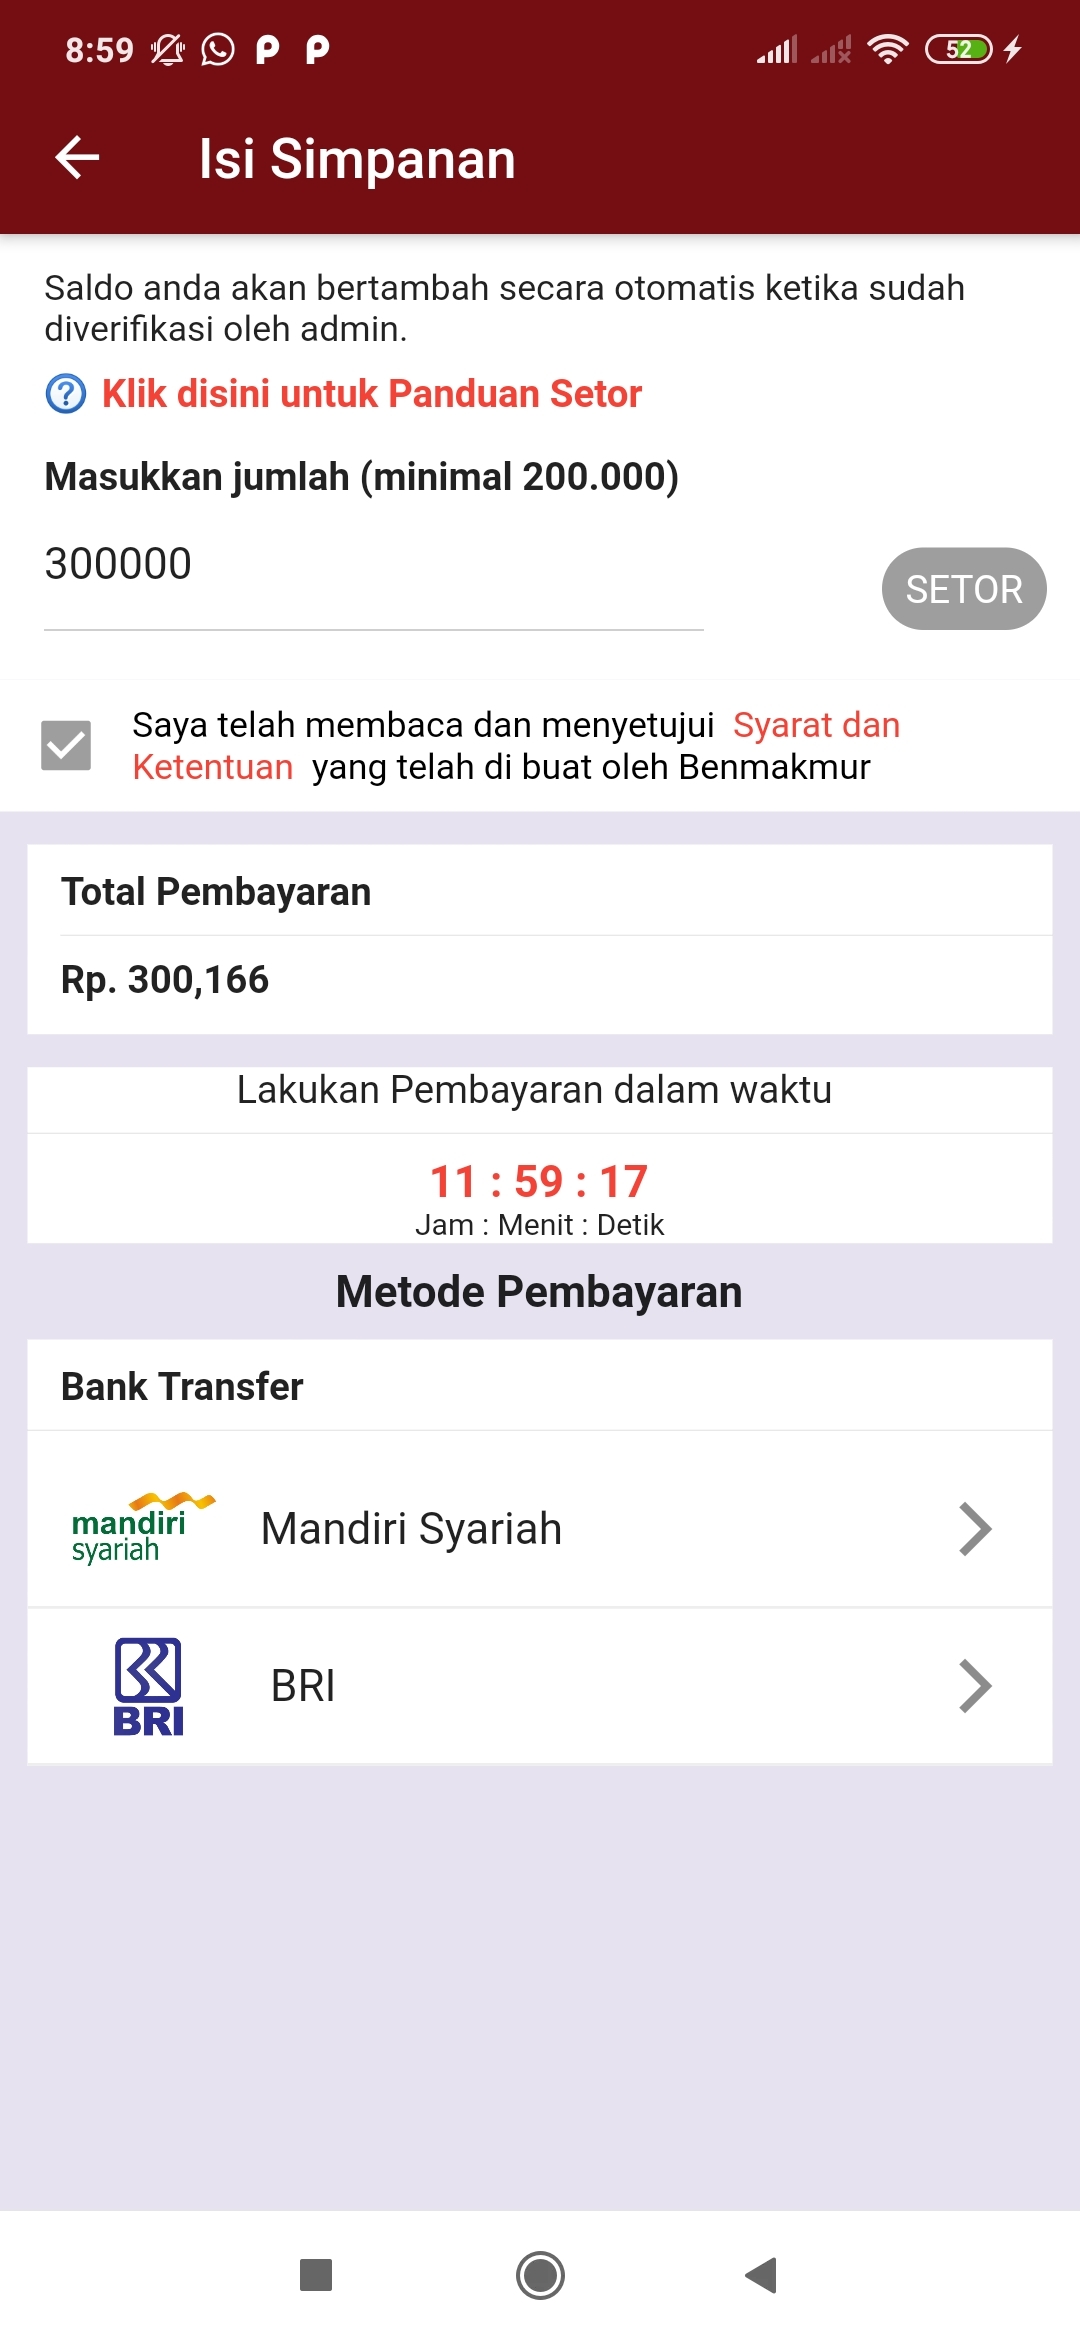 8:59
52
Isi Simpanan
Saldo anda akan bertambah secara otomatis ketika sudah
diverifikasi oleh admin.
Klik disini untuk Panduan Setor
Masukkan jumlah (minimal 200.000)
300000
SETOR
Saya telah membaca dan menyetujui Syarat dan
Ketentuan yang telah di buat oleh Benmakmur
Total Pembayaran
Rp. 300,166
Lakukan Pembayaran dalam waktu
11 : 59 : 17
Jam : Menit : Detik
Metode Pembayaran
Bank Transfer
mandiri
syariah
Mandiri Syariah
BRI
BRI